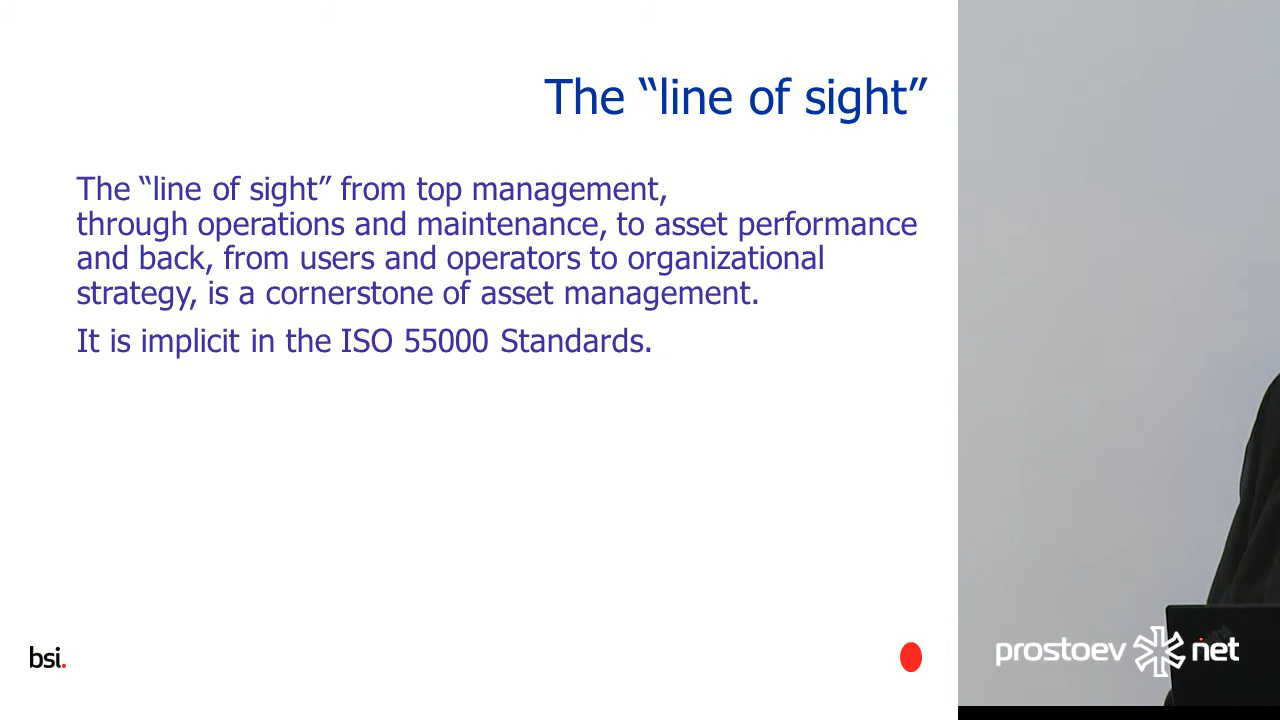 The “line of sight”
The “line of sight” from top management,
through operations and maintenance, to asset performance
and back, from users and operators to organizational
strategy, is a cornerstone of asset management.
It is implicit in the ISO 55000 Standards.
bsi.
prostoev net